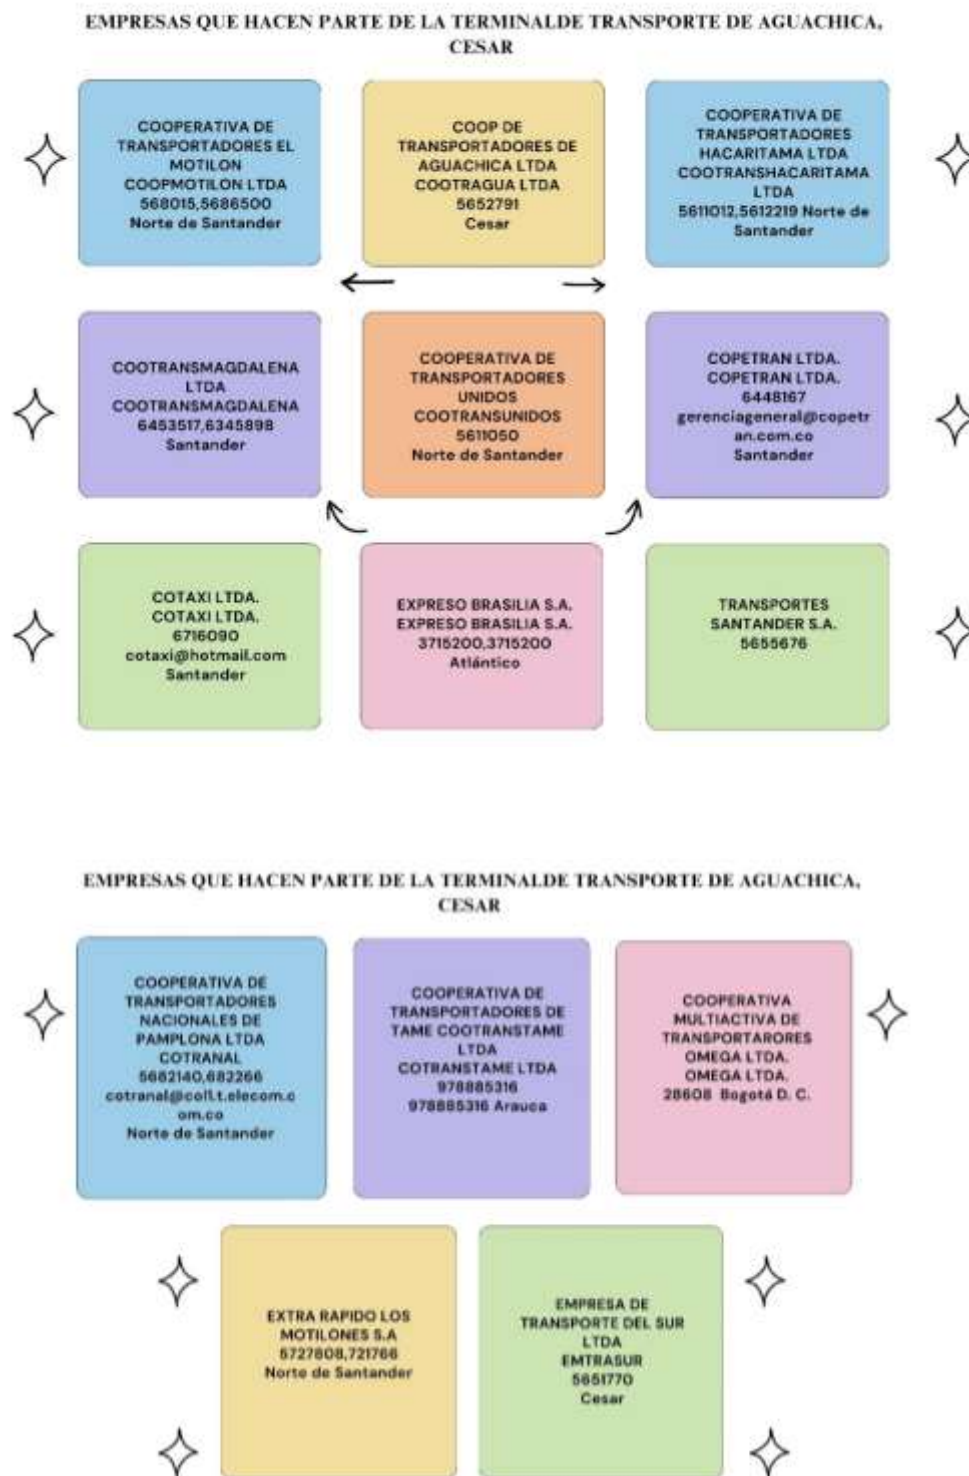 EMPRESAS QUE HACEN PARTE DE LA TERMINALDE TRANSPORTE DE AGUACHICA,
CESAR
COOPERATIVA DE
TRANSPORTADORES EL
MOTILON
COOPMOTILON LTDA
568015,5686500
Norte de Santander
COOP DE
TRANSPORTADORES DE
AGUACHICA LTDA
COOTRAGUA LTDA
5652791
Cesar
COOPERATIVA DE
TRANSPORTADORES
HACARITAMA LTDA
COOTRANSHACARITAMA
LTDA
5611012,5612219 Norte de
Santander
COOTRANSMAGDALENA
LTDA
COOTRANSMAGDALENA
6453517,6345898
Santander
COOPERATIVA DE
TRANSPORTADORES
UNIDOS
COOTRANSUNIDOS
5611050
Norte de Santander
COPETRAN LTDA.
COPETRAN LTDA.
6448167
gerenciageneral@copetr
an.com.co
Santander
COTAXI LTDA.
COTAXI LTDA.
6716090
cotaxi@hotmail.com
Santander
EXPRESO BRASILIA S.A.
EXPRESO BRASILIA S.A.
3715200,3715200
Atlántico
TRANSPORTES
SANTANDER S.A.
5655676
EMPRESAS QUE HACEN PARTE DE LA TERMINALDE TRANSPORTE DE AGUACHICA,
CESAR
COOPERATIVA DE
TRANSPORTADORES
NACIONALES DE
PAMPLONA LTDA
COTRANAL
5682140,682266
cotranal@col1.t.elecom.c
om.co
Norte de Santander
COOPERATIVA DE
TRANSPORTADORES DE
TAME COOTRANSTAME
LTDA
COTRANSTAME LTDA
978885316
978885316 Arauca
COOPERATIVA
MULTIACTIVA DE
TRANSPORTARORES
OMEGA LTDA.
OMEGA LTDA.
28608 Bogotá D. C.
EXTRA RAPIDO LOS
MOTILONES S.A
5727808,721766
Norte de Santander
EMPRESA DE
TRANSPORTE DEL SUR
LTDA
EMTRASUR
5651770
Cesar